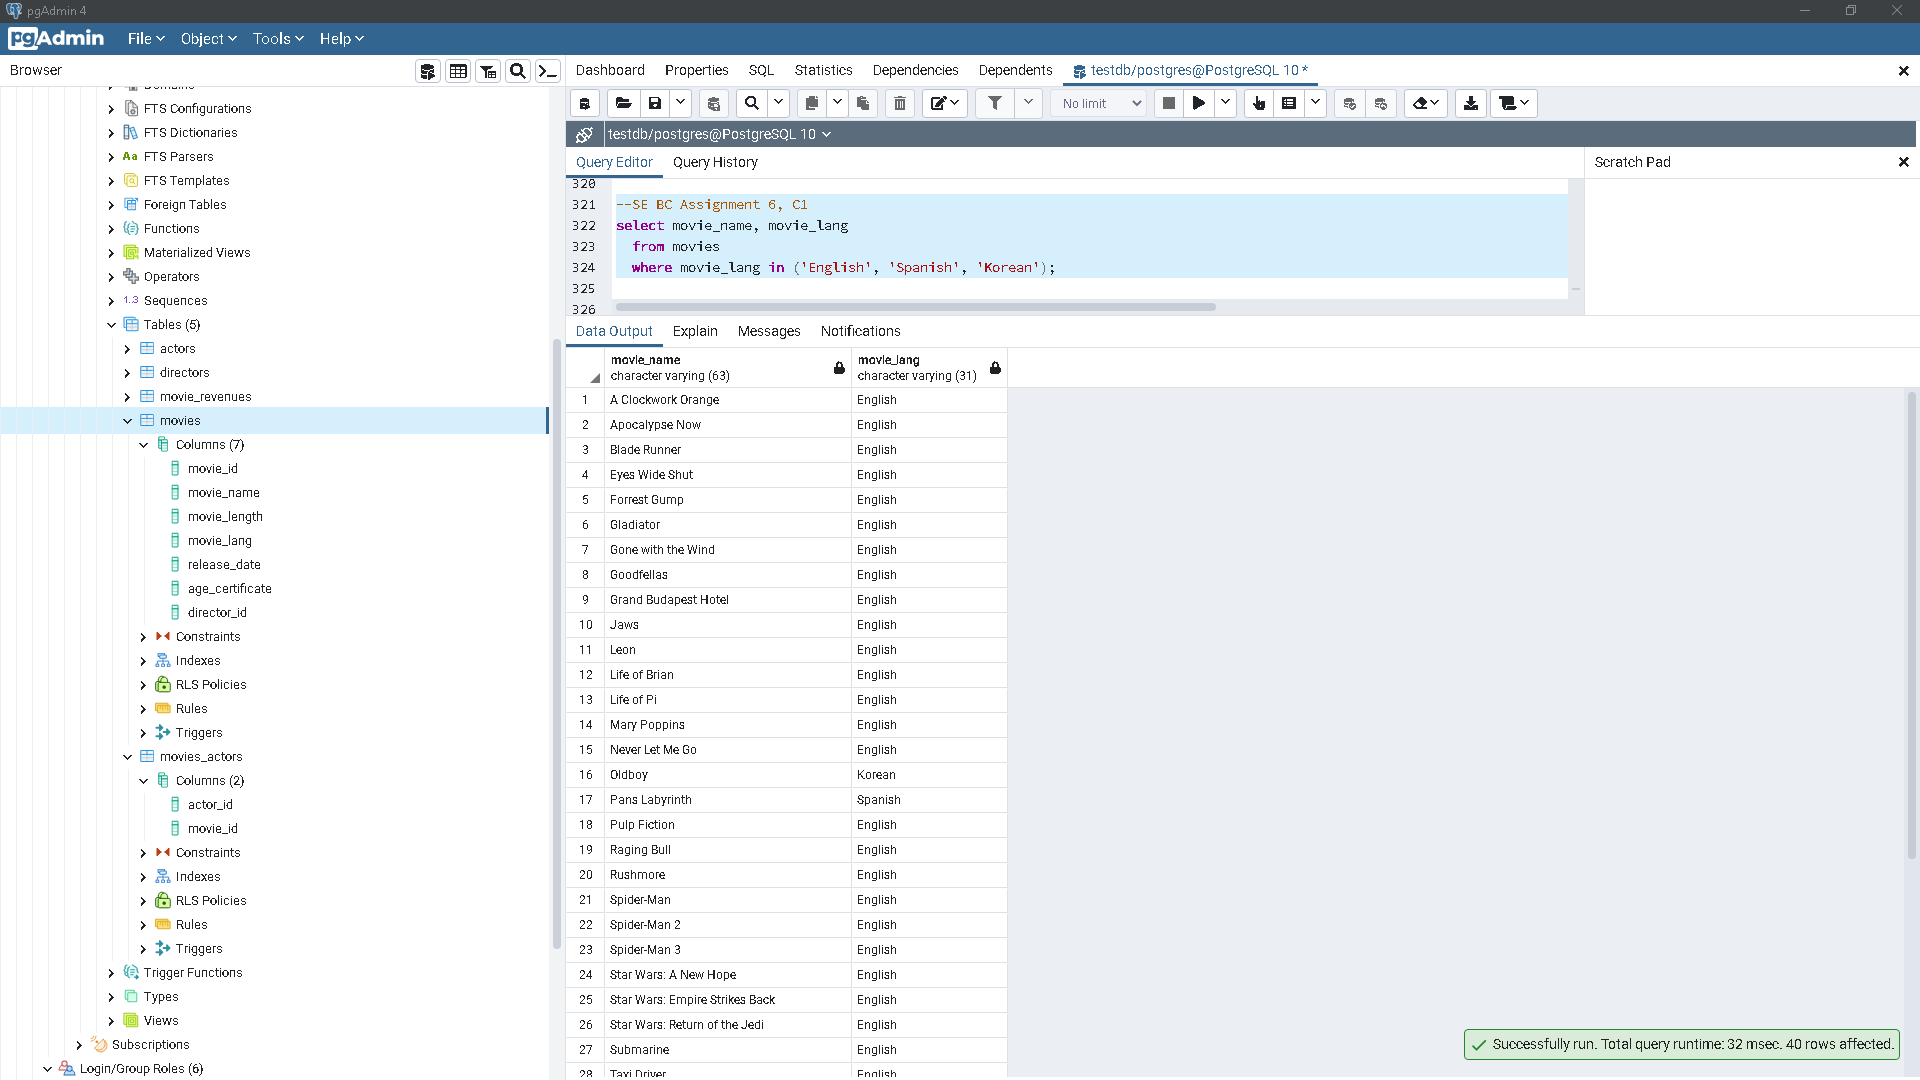 pgAdmin 4
pgAdmin File Object Tools Help
Browser
Dashboard Properties SQL Statistics Dependencies Dependents testdb/postgres@PostgreSQL 10 *
No limit
testdb/postgres@PostgreSQL 10
Query Editor Query History
Scratch Pad
Domains
FTS Configurations
FTS Dictionaries
Aa FTS Parsers
FTS Templates
Foreign Tables
Functions
Materialized Views
Operators
1.3 Sequences
Tables (5)
actors
directors
movie_revenues
movies
Columns (7)
movie_id
movie_name
movie_length
movie_lang
release_date
age_certificate
director_id
Constraints
Indexes
RLS Policies
Rules
Triggers
movies_actors
Columns (2)
actor_id
movie_id
Constraints
Indexes
RLS Policies
Rules
Triggers
Trigger Functions
Types
Views
Subscriptions
Login/Group Roles (6)
320
321 --SE BC Assignment 6, C1
322 select movie_name, movie_lang
323 from movies
324 where movie_lang in ('English', 'Spanish', 'Korean');
325
326
Data Output Explain Messages Notifications
movie_name movie_lang
character varying (63) character varying (31)
1 A Clockwork Orange English
2 Apocalypse Now English
3 Blade Runner English
4 Eyes Wide Shut English
5 Forrest Gump English
6 Gladiator English
7 Gone with the Wind English
8 Goodfellas English
9 Grand Budapest Hotel English
10 Jaws English
11 Leon English
12 Life of Brian English
13 Life of Pi English
14 Mary Poppins English
15 Never Let Me Go English
16 Oldboy Korean
17 Pans Labyrinth Spanish
18 Pulp Fiction English
19 Raging Bull English
20 Rushmore English
21 Spider-Man English
22 Spider-Man 2 English
23 Spider-Man 3 English
24 Star Wars: A New Hope English
25 Star Wars: Empire Strikes Back English
26 Star Wars: Return of the Jedi English
27 Submarine English
28 Taxi Driver English
Successfully run. Total query runtime: 32 msec. 40 rows affected.